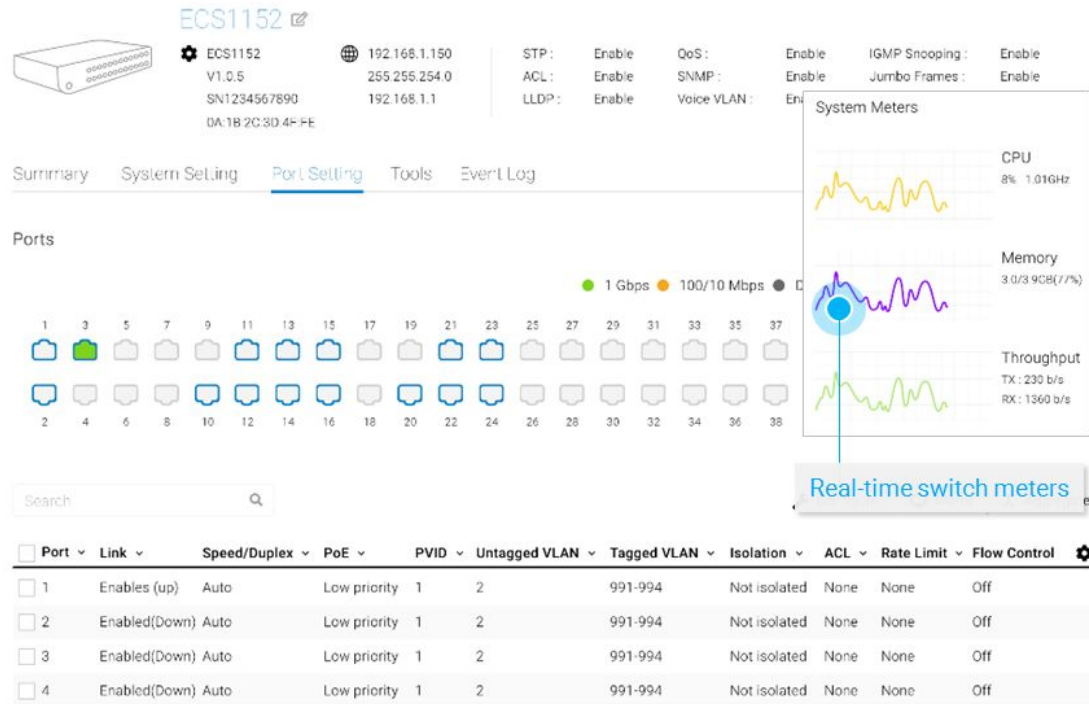 ECS1152
ECS1152 192.168.1.150 STP : Enable QoS : Enable IGMP Snooping : Enable
V1.0.5 255.255.254.0 ACL : Enable SNMP : Enable Jumbo Frames : Enable
SN1234567890 192.168.1.1 LLDP : Enable Voice VLAN :
0A:1B:2C:3D:4F:FE
System Meters
CPU
8% 1.01GHz
Summary System Setting Port Setting Tools Event Log
Ports
Memory
3.0/3.9GB(77%)
1 Gbps 100/10 Mbps
1 3 5 7 9 11 13 15 17 19 21 23 25 27 29 31 33 35 37
Throughput
TX : 230 b/s
RX : 1360 b/s
2 4 6 8 10 12 14 16 18 20 22 24 26 28 30 32 34 36 38
Real-time switch meters
Search
Port Link Speed/Duplex PoE PVID Untagged VLAN Tagged VLAN Isolation ACL Rate Limit Flow Control
1 Enables (up) Auto Low priority 1 2 991-994 Not isolated None None Off
2 Enabled(Down) Auto Low priority 1 2 991-994 Not isolated None None Off
3 Enabled(Down) Auto Low priority 1 2 991-994 Not isolated None None Off
4 Enabled(Down) Auto Low priority 1 2 991-994 Not isolated None None Off